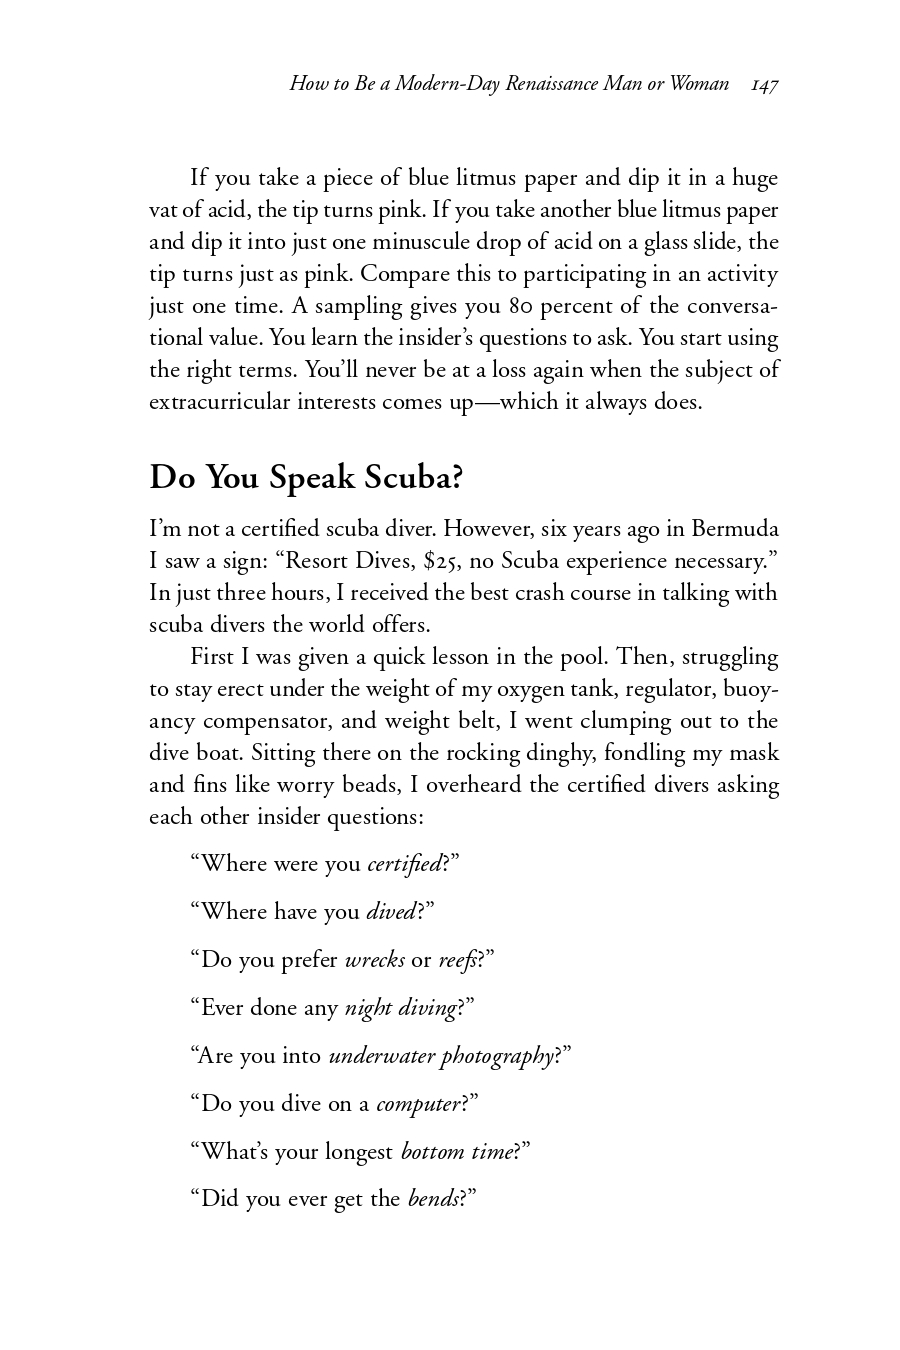 How to Be a Modern-Day Renaissance Man or Woman 147
If you take a piece of blue litmus paper and dip it in a huge
vat of acid, the tip turns pink. If you take another blue litmus paper
and dip it into just one minuscule drop of acid on a glass slide, the
tip turns just as pink. Compare this to participating in an activity
just one time. A sampling gives you 80 percent of the conversa-
tional value. You learn the insider’s questions to ask. You start using
the right terms. You’ll never be at a loss again when the subject of
extracurricular interests comes up—which it always does.
Do You Speak Scuba?
I’m not a certified scuba diver. However, six years ago in Bermuda
I saw a sign: “Resort Dives, $25, no Scuba experience necessary.”
In just three hours, I received the best crash course in talking with
scuba divers the world offers.
First I was given a quick lesson in the pool. Then, struggling
to stay erect under the weight of my oxygen tank, regulator, buoy-
ancy compensator, and weight belt, I went clumping out to the
dive boat. Sitting there on the rocking dinghy, fondling my mask
and fins like worry beads, I overheard the certified divers asking
each other insider questions:
“Where were you certified?”
“Where have you dived?”
“Do you prefer wrecks or reefs?”
“Ever done any night diving?”
“Are you into underwater photography?”
“Do you dive on a computer?”
“What’s your longest bottom time?”
“Did you ever get the bends?”